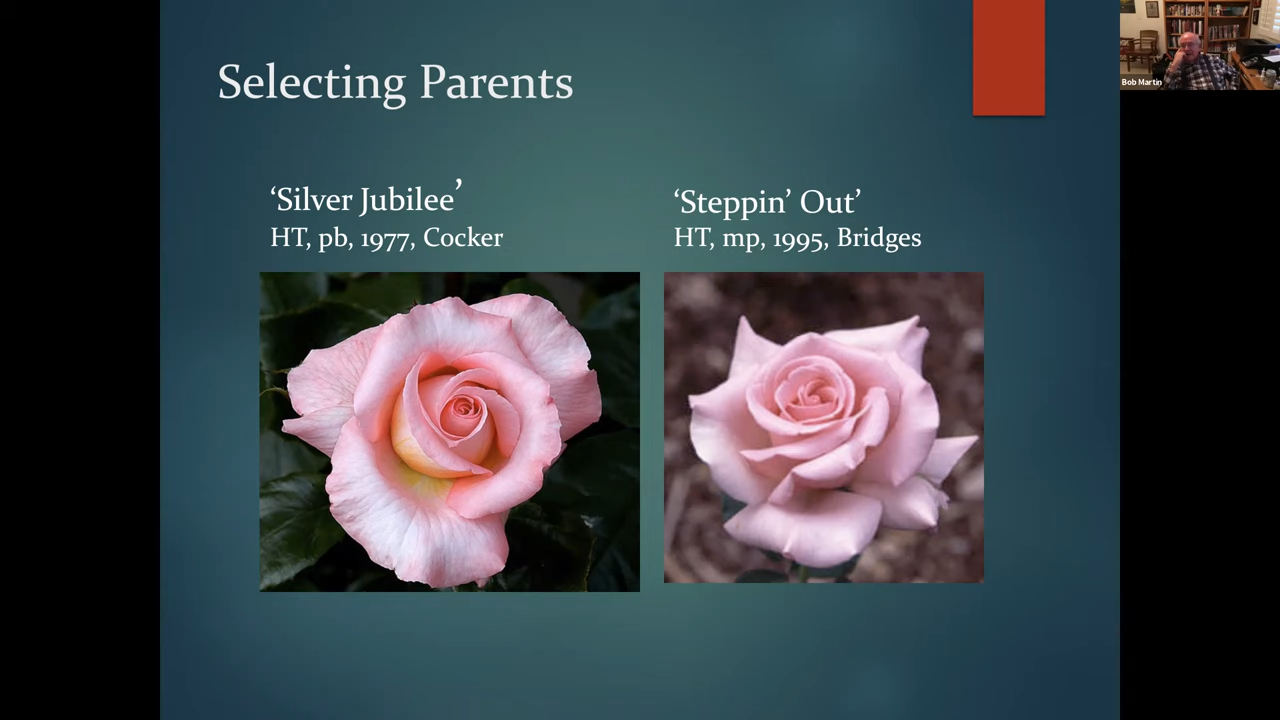 Selecting Parents
‘Silver Jubilee’
HT, pb, 1977, Cocker
‘Steppin’ Out’
HT, mp, 1995, Bridges
Bob Martin